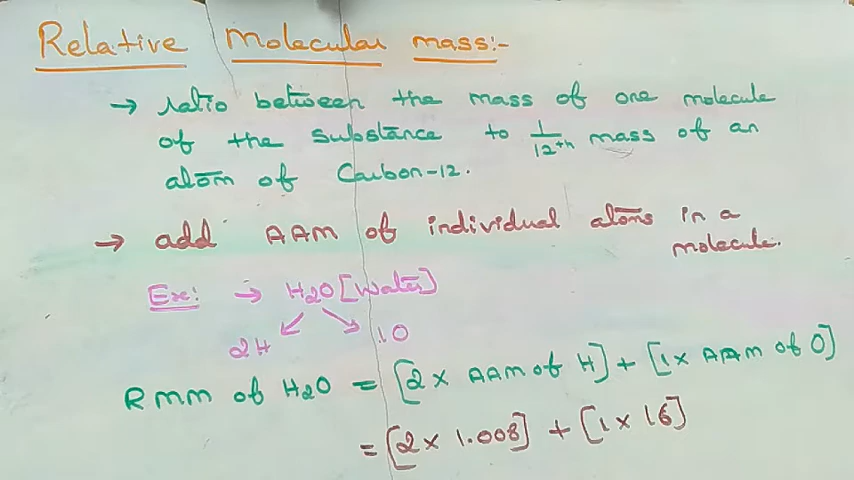 Relative Molecular mass:-
→ ratio between the mass of one molecule
of the substance to 1/12th mass of an
atom of Carbon-12.
→ add AAM of individual atoms in a
molecule.
Ex: → H₂O [Water]
2H 1O
RMM of H₂O = [2 × AAM of H] + [1 × AAM of O]
= [2 × 1.008] + [1 × 16]